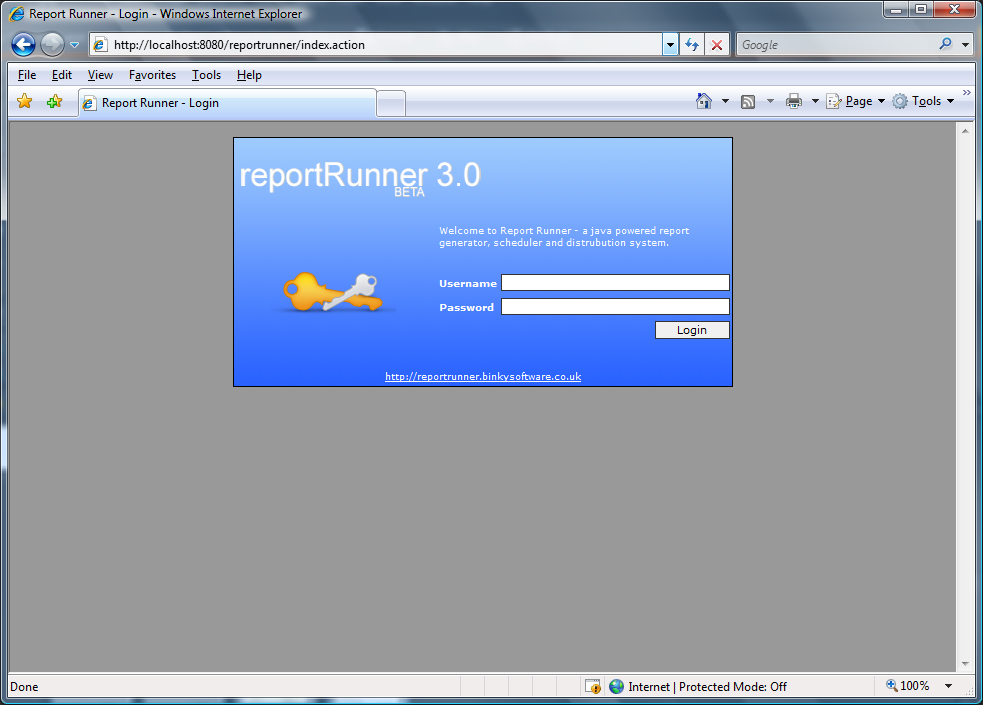 Report Runner - Login - Windows Internet Explorer
http://localhost:8080/reportrunner/index.action
Google
File Edit View Favorites Tools Help
Report Runner - Login
Page Tools
reportRunner 3.0
BETA
Welcome to Report Runner - a java powered report
generator, scheduler and distrubution system.
Username
Password
Login
http://reportrunner.binkysoftware.co.uk
Done
Internet | Protected Mode: Off
100%